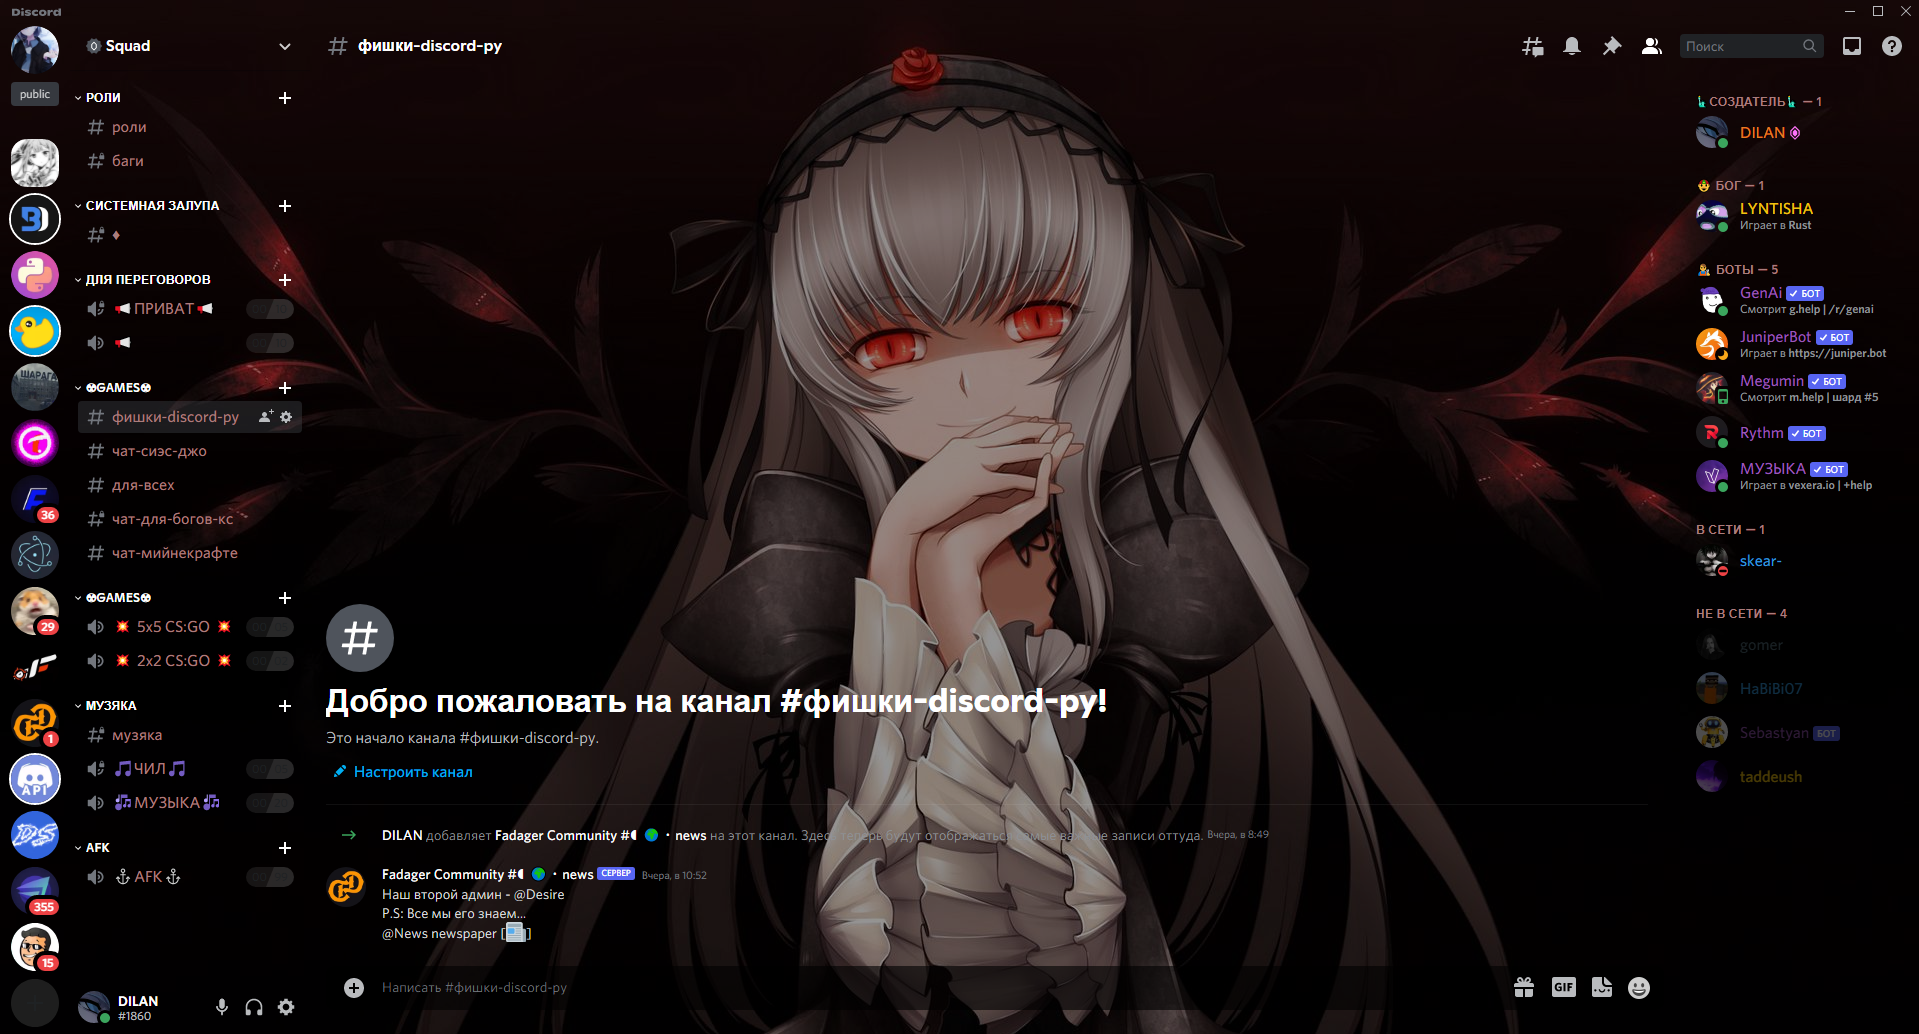 Discord
public
ШАРАГА
36
29
1
API
DS
355
15
Squad
РОЛИ
роли
баги
СИСТЕМНАЯ ЗАЛУПА
♦
ДЛЯ ПЕРЕГОВОРОВ
📢ПРИВАТ📢
📢
☢GAMES☢
фишки-discord-py
чат-сиэс-джо
для-всех
чат-для-богов-кс
чат-мийнекрафте
☢GAMES☢
💥 5x5 CS:GO 💥
💥 2x2 CS:GO 💥
МУЗЯКА
музяка
🎵ЧИЛ🎵
🎶МУЗЫКА🎶
AFK
⚓AFK⚓
DILAN
#1860
фишки-discord-py
Поиск
Добро пожаловать на канал #фишки-discord-py!
Это начало канала #фишки-discord-py.
Настроить канал
DILAN добавляет Fadager Community #🌍・news на этот канал. Здесь теперь будут отображаться самые важные записи оттуда. Вчера, в 8:49
Fadager Community #🌍・news СЕРВЕР Вчера, в 10:52
Наш второй админ - @Desire
P.S: Все мы его знаем...
@News newspaper [📰]
Написать #фишки-discord-py
GIF
🗽СОЗДАТЕЛЬ🗽 — 1
DILAN
БОГ — 1
LYNTISHA
Играет в Rust
БОТЫ — 5
GenAi ✓ БОТ
Смотрит g.help | /r/genai
JuniperBot ✓ БОТ
Играет в https://juniper.bot
Megumin ✓ БОТ
Смотрит m.help | шард #5
Rythm ✓ БОТ
МУЗЫКА ✓ БОТ
Играет в vexera.io | +help
В СЕТИ — 1
skear-
НЕ В СЕТИ — 4
gomer
HaBiBi07
Sebastyan БОТ
taddeush